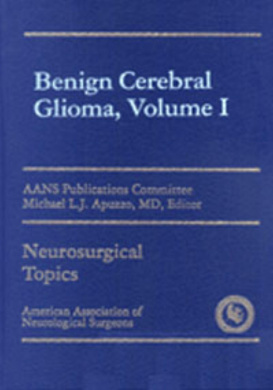 Benign Cerebral
Glioma, Volume I
AANS Publications Committee
Michael L.J. Apuzzo, MD, Editor
Neurosurgical
Topics
American Association of
Neurological Surgeons